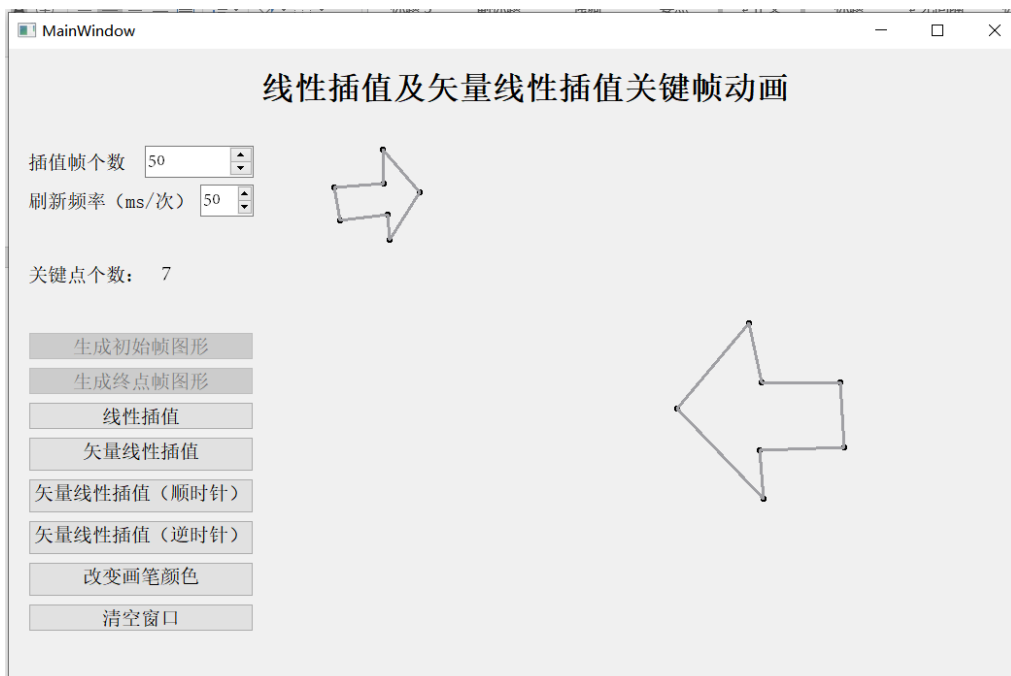 MainWindow
线性插值及矢量线性插值关键帧动画
插值帧个数 50
刷新频率（ms/次） 50
关键点个数： 7
生成初始帧图形
生成终点帧图形
线性插值
矢量线性插值
矢量线性插值（顺时针）
矢量线性插值（逆时针）
改变画笔颜色
清空窗口